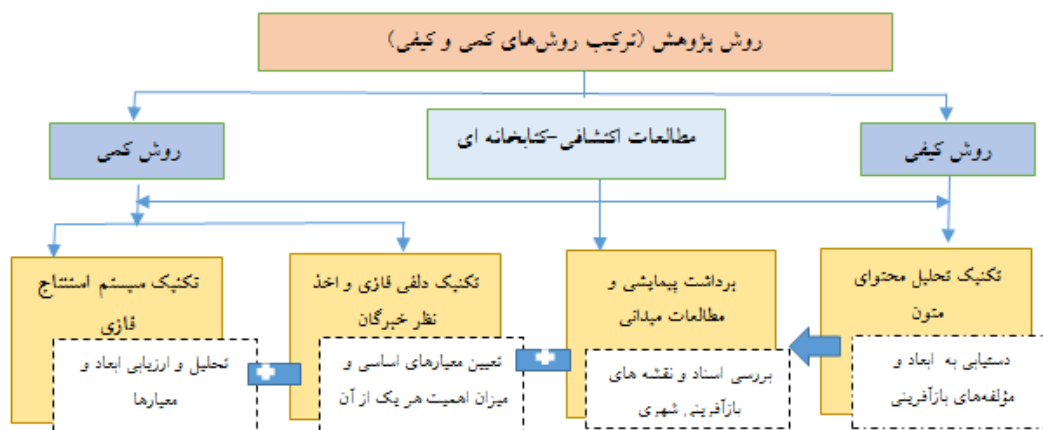 روش پژوهش (ترکیب روش‌های کمی و کیفی)
روش کیفی
مطالعات اکتشافی-کتابخانه ای
روش کمی
تکنیک تحلیل محتوای
متون
دستیابی به ابعاد و
مؤلفه‌های بازآفرینی
برداشت پیمایشی و
مطالعات میدانی
بررسی اسناد و نقشه های
بازآفرینی شهری
تکنیک دلفی فازی و اخذ
نظر خبرگان
تعیین معیارهای اساسی و
میزان اهمیت هر یک از آن
تکنیک سیستم استنتاج
فازی
تحلیل و ارزیابی ابعاد و
معیارها